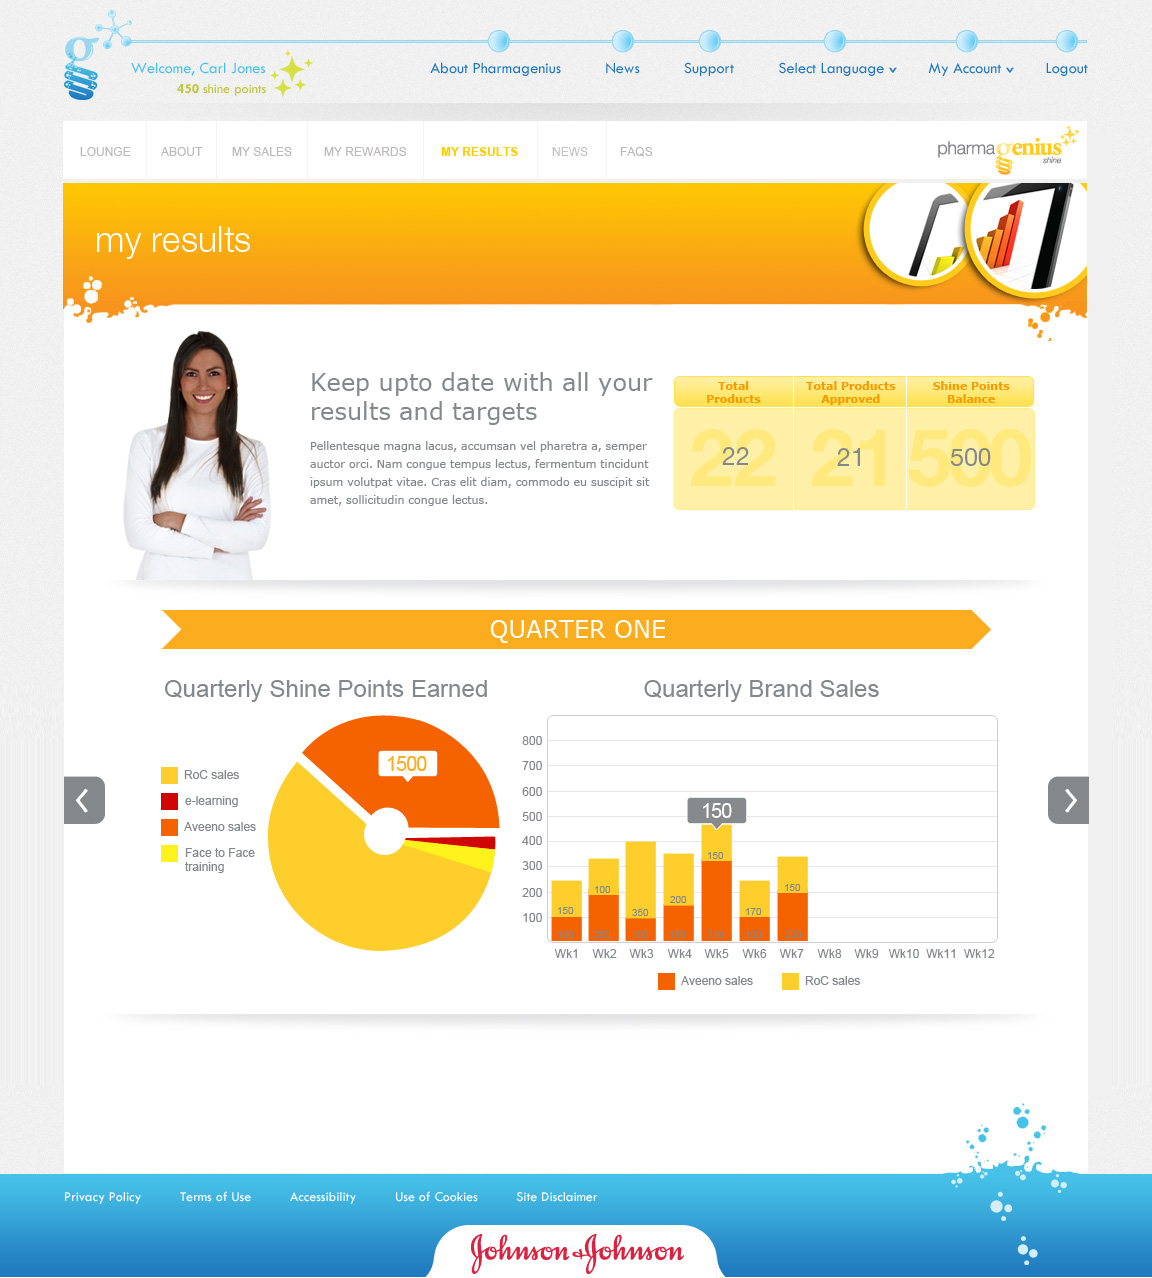 g
Welcome, Carl Jones
450 shine points
About Pharmagenius
News
Support
Select Language
My Account
Logout
LOUNGE
ABOUT
MY SALES
MY REWARDS
MY RESULTS
NEWS
FAQS
pharmagenius
shine
my results
Keep upto date with all your
results and targets
Pellentesque magna lacus, accumsan vel pharetra a, semper
auctor orci. Nam congue tempus lectus, fermentum tincidunt
ipsum volutpat vitae. Cras elit diam, commodo eu suscipit sit
amet, sollicitudin congue lectus.
Total
Products
Total Products
Approved
Shine Points
Balance
22
21
500
22
21
500
QUARTER ONE
Quarterly Shine Points Earned
1500
RoC sales
e-learning
Aveeno sales
Face to Face
training
Quarterly Brand Sales
800
700
600
500
400
300
200
100
150
150
100
350
200
150
170
150
Wk1
Wk2
Wk3
Wk4
Wk5
Wk6
Wk7
Wk8
Wk9
Wk10
Wk11
Wk12
Aveeno sales
RoC sales
Privacy Policy
Terms of Use
Accessibility
Use of Cookies
Site Disclaimer
Johnson & Johnson